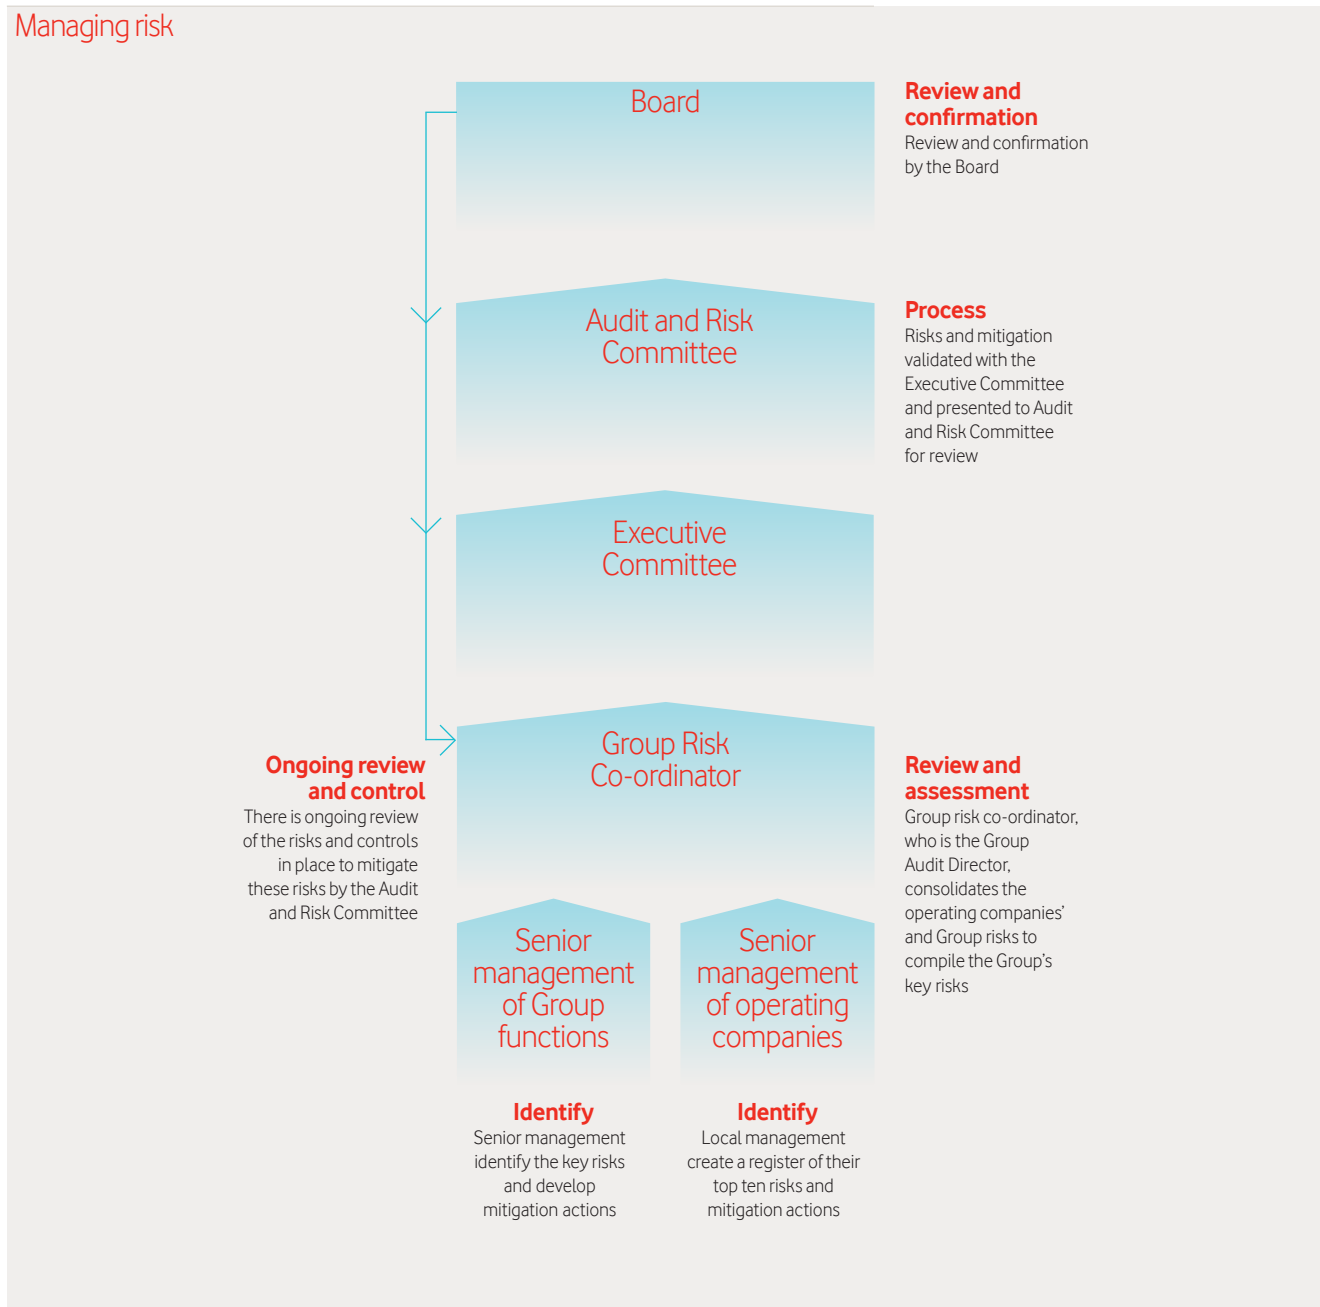 Managing risk
Board
Review and
confirmation
Review and confirmation
by the Board
Audit and Risk
Committee
Process
Risks and mitigation
validated with the
Executive Committee
and presented to Audit
and Risk Committee
for review
Executive
Committee
Group Risk
Co-ordinator
Ongoing review
and control
There is ongoing review
of the risks and controls
in place to mitigate
these risks by the Audit
and Risk Committee
Review and
assessment
Group risk co-ordinator,
who is the Group
Audit Director,
consolidates the
operating companies’
and Group risks to
compile the Group’s
key risks
Senior
management
of Group
functions
Senior
management
of operating
companies
Identify
Senior management
identify the key risks
and develop
mitigation actions
Identify
Local management
create a register of their
top ten risks and
mitigation actions